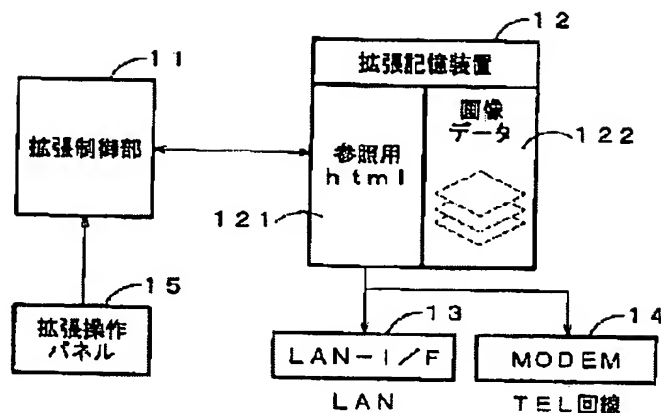 １１
拡張制御部
１２
拡張記憶装置
参照用
ｈｔｍｌ
１２１
画像
データ
１２２
１５
拡張操作
パネル
１３
ＬＡＮ－Ｉ／Ｆ
ＬＡＮ
１４
ＭＯＤＥＭ
ＴＥＬ回線